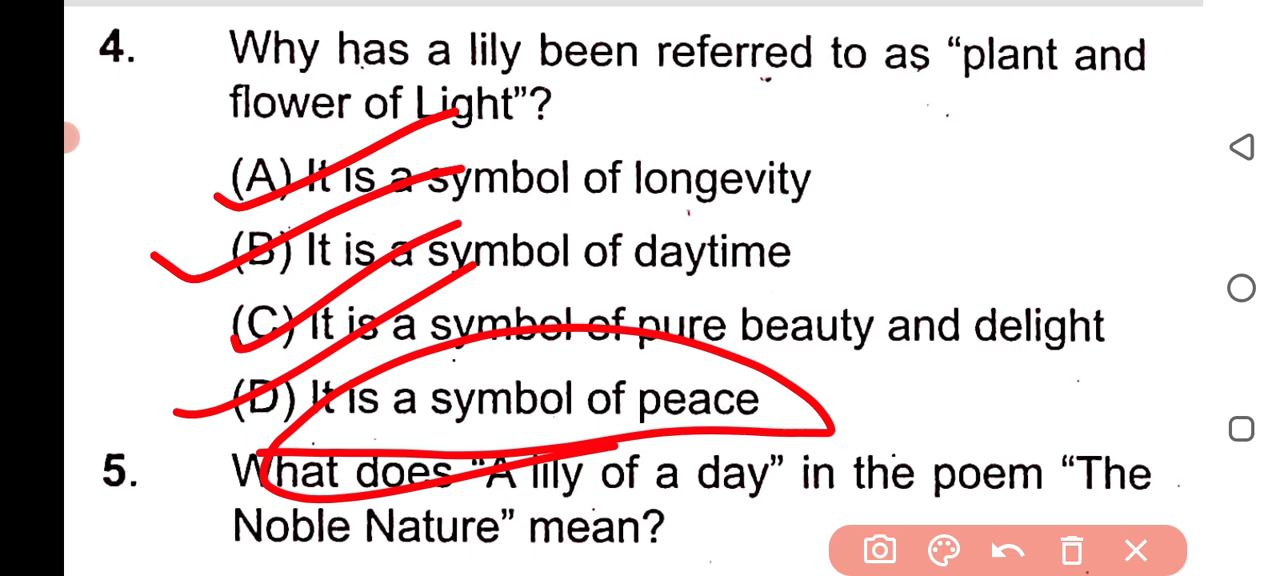 4. Why has a lily been referred to as “plant and
flower of Light”?
(A) It is a symbol of longevity
(B) It is a symbol of daytime
(C) It is a symbol of pure beauty and delight
(D) It is a symbol of peace
5. What does “A lily of a day” in the poem “The
Noble Nature” mean?